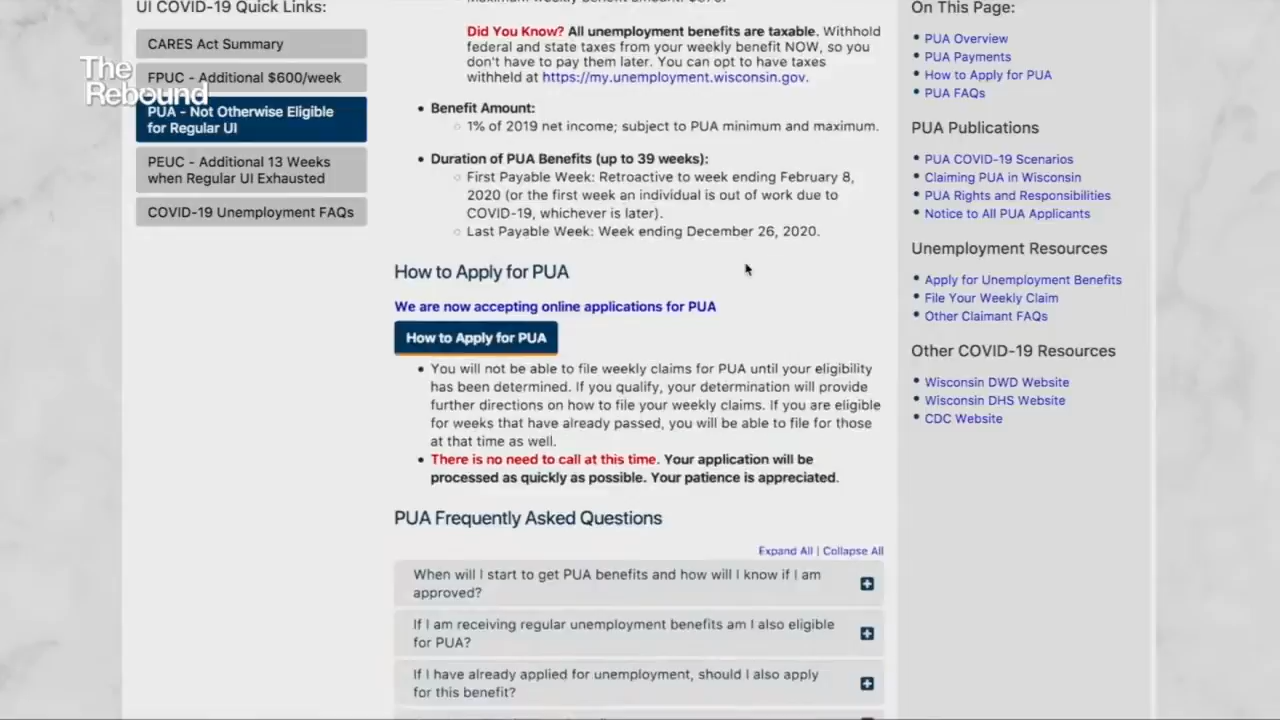 UI COVID-19 Quick Links:
CARES Act Summary
FPUC - Additional $600/week
The
Rebound
PUA - Not Otherwise Eligible
for Regular UI
PEUC - Additional 13 Weeks
when Regular UI Exhausted
COVID-19 Unemployment FAQs
Did You Know? All unemployment benefits are taxable. Withhold
federal and state taxes from your weekly benefit NOW, so you
don't have to pay them later. You can opt to have taxes
withheld at https://my.unemployment.wisconsin.gov.
• Benefit Amount:
○ 1% of 2019 net income; subject to PUA minimum and maximum.
• Duration of PUA Benefits (up to 39 weeks):
○ First Payable Week: Retroactive to week ending February 8,
2020 (or the first week an individual is out of work due to
COVID-19, whichever is later).
○ Last Payable Week: Week ending December 26, 2020.
How to Apply for PUA
We are now accepting online applications for PUA
How to Apply for PUA
• You will not be able to file weekly claims for PUA until your eligibility
has been determined. If you qualify, your determination will provide
further directions on how to file your weekly claims. If you are eligible
for weeks that have already passed, you will be able to file for those
at that time as well.
• There is no need to call at this time. Your application will be
processed as quickly as possible. Your patience is appreciated.
PUA Frequently Asked Questions
Expand All | Collapse All
When will I start to get PUA benefits and how will I know if I am
approved?
If I am receiving regular unemployment benefits am I also eligible
for PUA?
If I have already applied for unemployment, should I also apply
for this benefit?
On This Page:
• PUA Overview
• PUA Payments
• How to Apply for PUA
• PUA FAQs
PUA Publications
• PUA COVID-19 Scenarios
• Claiming PUA in Wisconsin
• PUA Rights and Responsibilities
• Notice to All PUA Applicants
Unemployment Resources
• Apply for Unemployment Benefits
• File Your Weekly Claim
• Other Claimant FAQs
Other COVID-19 Resources
• Wisconsin DWD Website
• Wisconsin DHS Website
• CDC Website